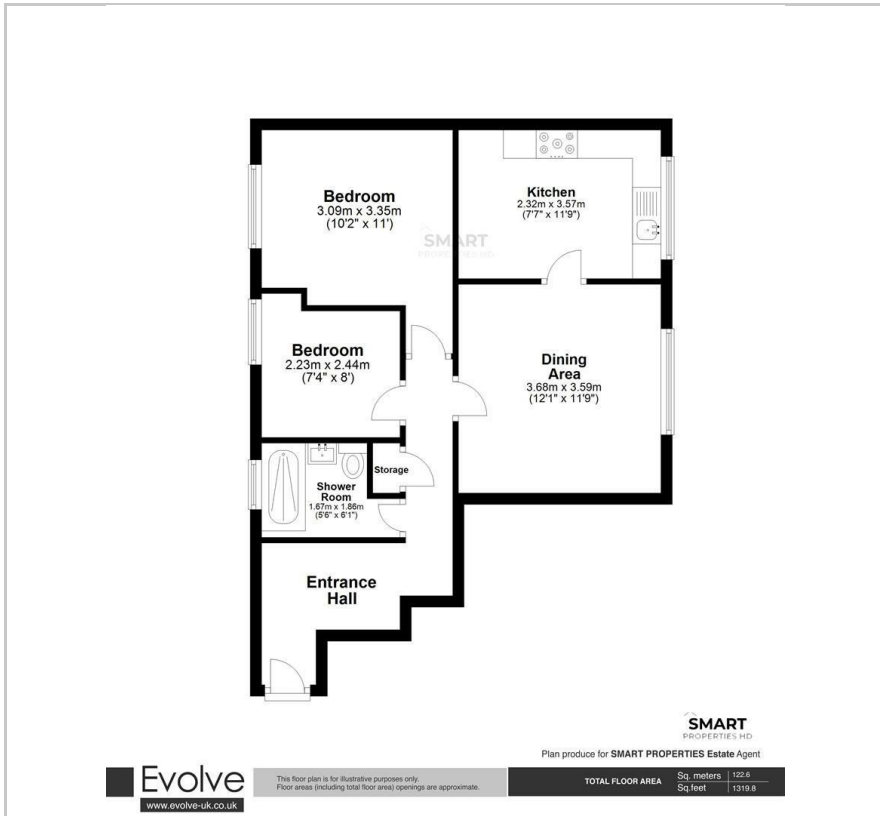 Bedroom
3.09m x 3.35m
(10'2" x 11')
Kitchen
2.32m x 3.57m
(7'7" x 11'9")
SMART
PROPERTIES HD
Bedroom
2.23m x 2.44m
(7'4" x 8')
Dining
Area
3.68m x 3.59m
(12'1" x 11'9")
Storage
Shower
Room
1.67m x 1.86m
(5'6" x 6'1")
Entrance
Hall
SMART
PROPERTIES HD
Plan produce for SMART PROPERTIES Estate Agent
Evolve
www.evolve-uk.co.uk
This floor plan is for illustrative purposes only.
Floor areas (including total floor area) openings are approximate.
TOTAL FLOOR AREA
Sq. meters 122.6
Sq.feet 1319.8